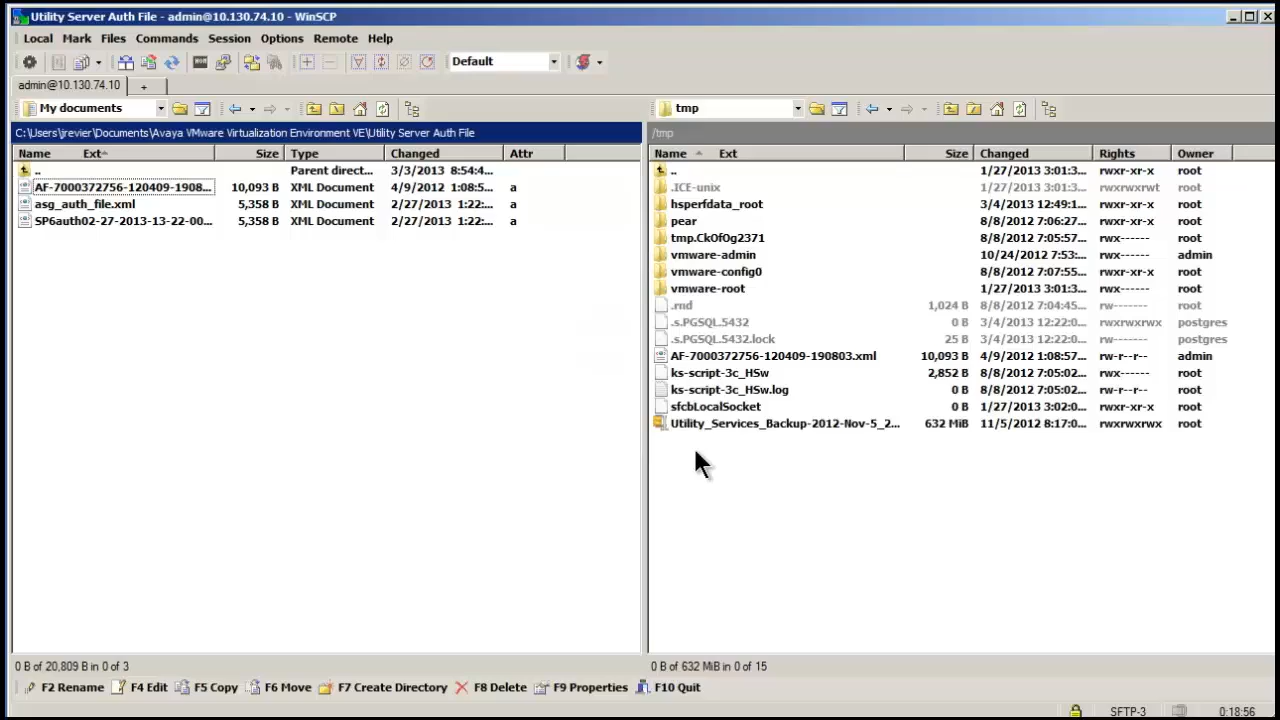 Utility Server Auth File - admin@10.130.74.10 - WinSCP
Local Mark Files Commands Session Options Remote Help
Default
admin@10.130.74.10 +
My documents
tmp
C:\Users\jrevier\Documents\Avaya VMware Virtualization Environment VE\Utility Server Auth File
/tmp
Name Ext Size Type Changed Attr
Name Ext Size Changed Rights Owner
.. Parent direct... 3/3/2013 8:54:4...
AF-7000372756-120409-1908... 10,093 B XML Document 4/9/2012 1:08:5... a
asg_auth_file.xml 5,358 B XML Document 2/27/2013 1:22:... a
SP6auth02-27-2013-13-22-00... 5,358 B XML Document 2/27/2013 1:22:... a
.. 1/27/2013 3:01:3... rwxr-xr-x root
.ICE-unix 1/27/2013 3:01:3... rwxrwxrwt root
hsperfdata_root 3/4/2013 12:49:1... rwxr-xr-x root
pear 8/8/2012 7:06:27... rwxr-xr-x root
tmp.CkOf0g2371 8/8/2012 7:05:57... rwx------ root
vmware-admin 10/24/2012 7:53:... rwx------ admin
vmware-config0 8/8/2012 7:07:55... rwxr-xr-x root
vmware-root 1/27/2013 3:01:3... rwx------ root
.rnd 1,024 B 8/8/2012 7:04:45... rw------- root
.s.PGSQL.5432 0 B 3/4/2013 12:22:0... rwxrwxrwx postgres
.s.PGSQL.5432.lock 25 B 3/4/2013 12:22:0... rw------- postgres
AF-7000372756-120409-190803.xml 10,093 B 4/9/2012 1:08:57... rw-r--r-- admin
ks-script-3c_HSw 2,852 B 8/8/2012 7:05:02... rwx------ root
ks-script-3c_HSw.log 0 B 8/8/2012 7:05:02... rw-r--r-- root
sfcbLocalSocket 0 B 1/27/2013 3:02:0... rwxr-xr-x root
Utility_Services_Backup-2012-Nov-5_2... 632 MiB 11/5/2012 8:17:0... rwxrwxrwx root
0 B of 20,809 B in 0 of 3
0 B of 632 MiB in 0 of 15
F2 Rename F4 Edit F5 Copy F6 Move F7 Create Directory F8 Delete F9 Properties F10 Quit
SFTP-3 0:18:56